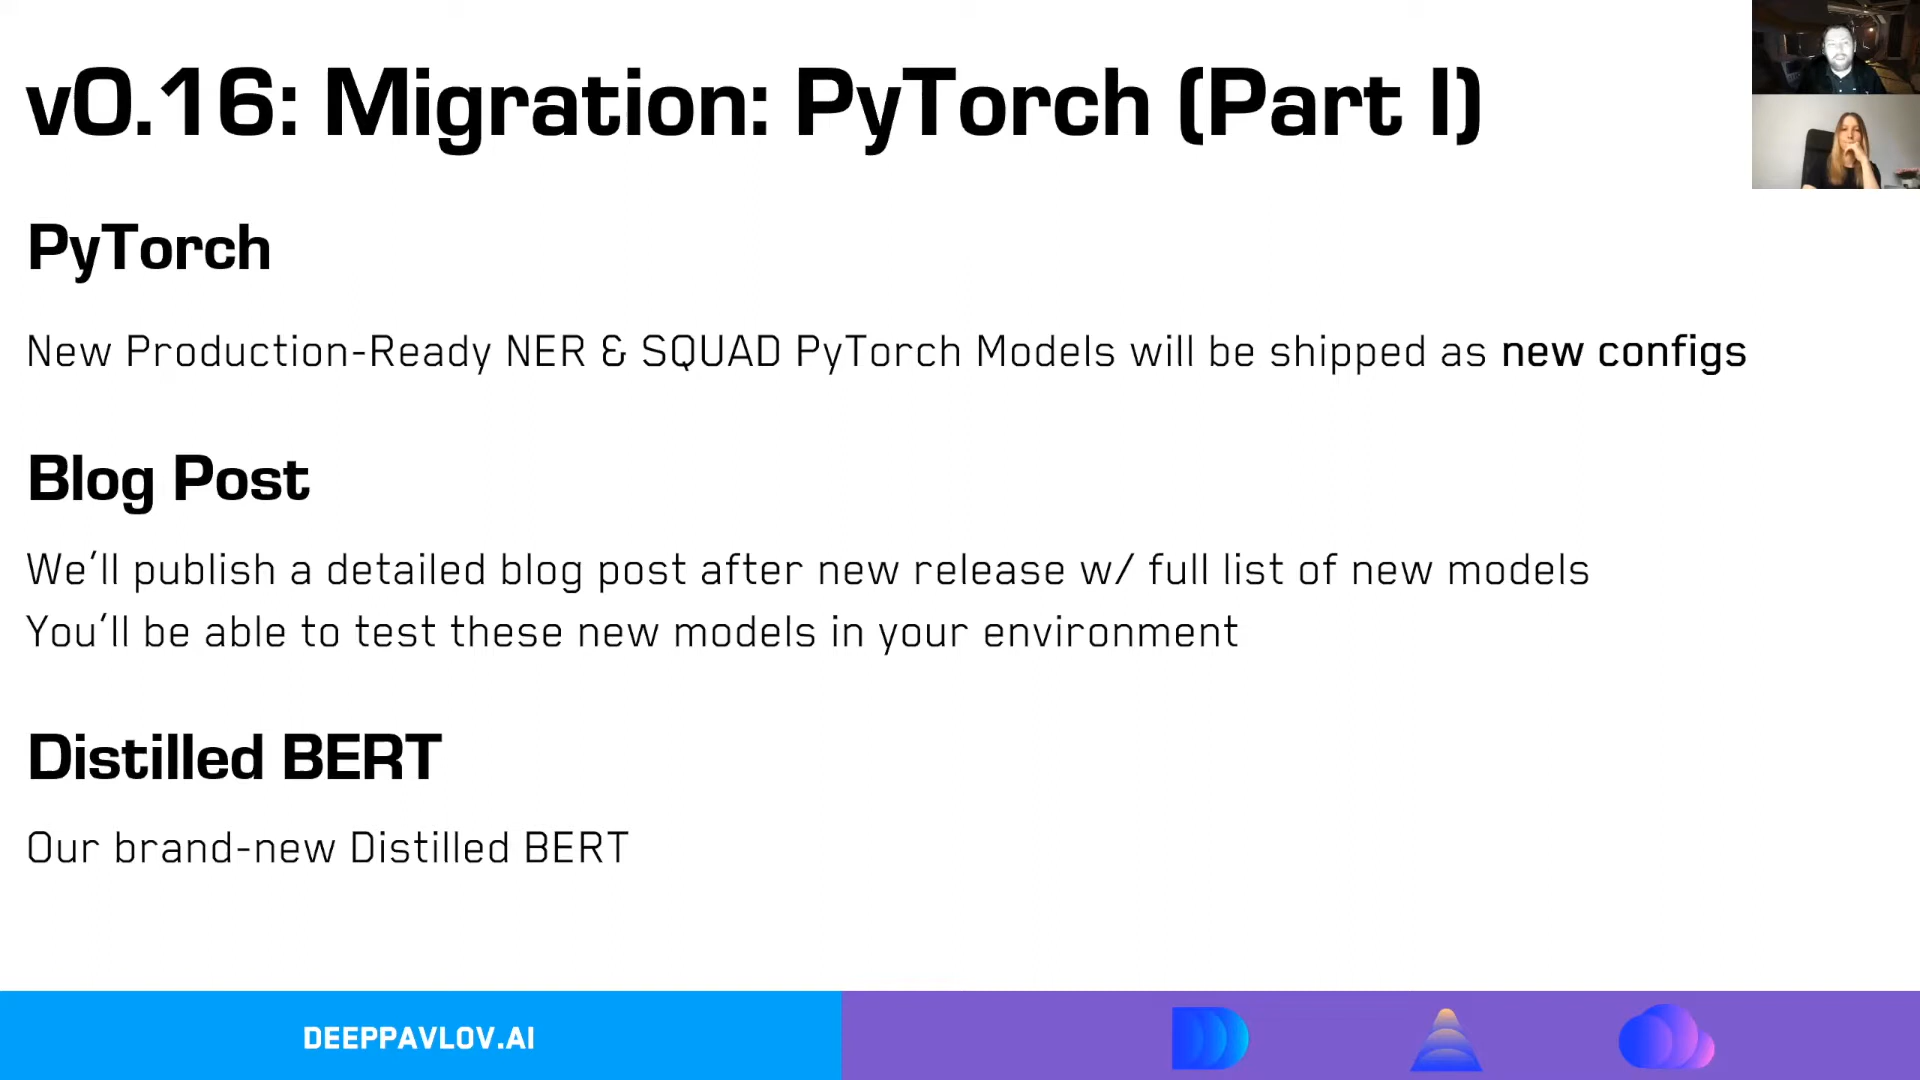 v0.16: Migration: PyTorch (Part I)
PyTorch
New Production-Ready NER & SQUAD PyTorch Models will be shipped as new configs
Blog Post
We'll publish a detailed blog post after new release w/ full list of new models
You'll be able to test these new models in your environment
Distilled BERT
Our brand-new Distilled BERT
DEEPPAVLOV.AI